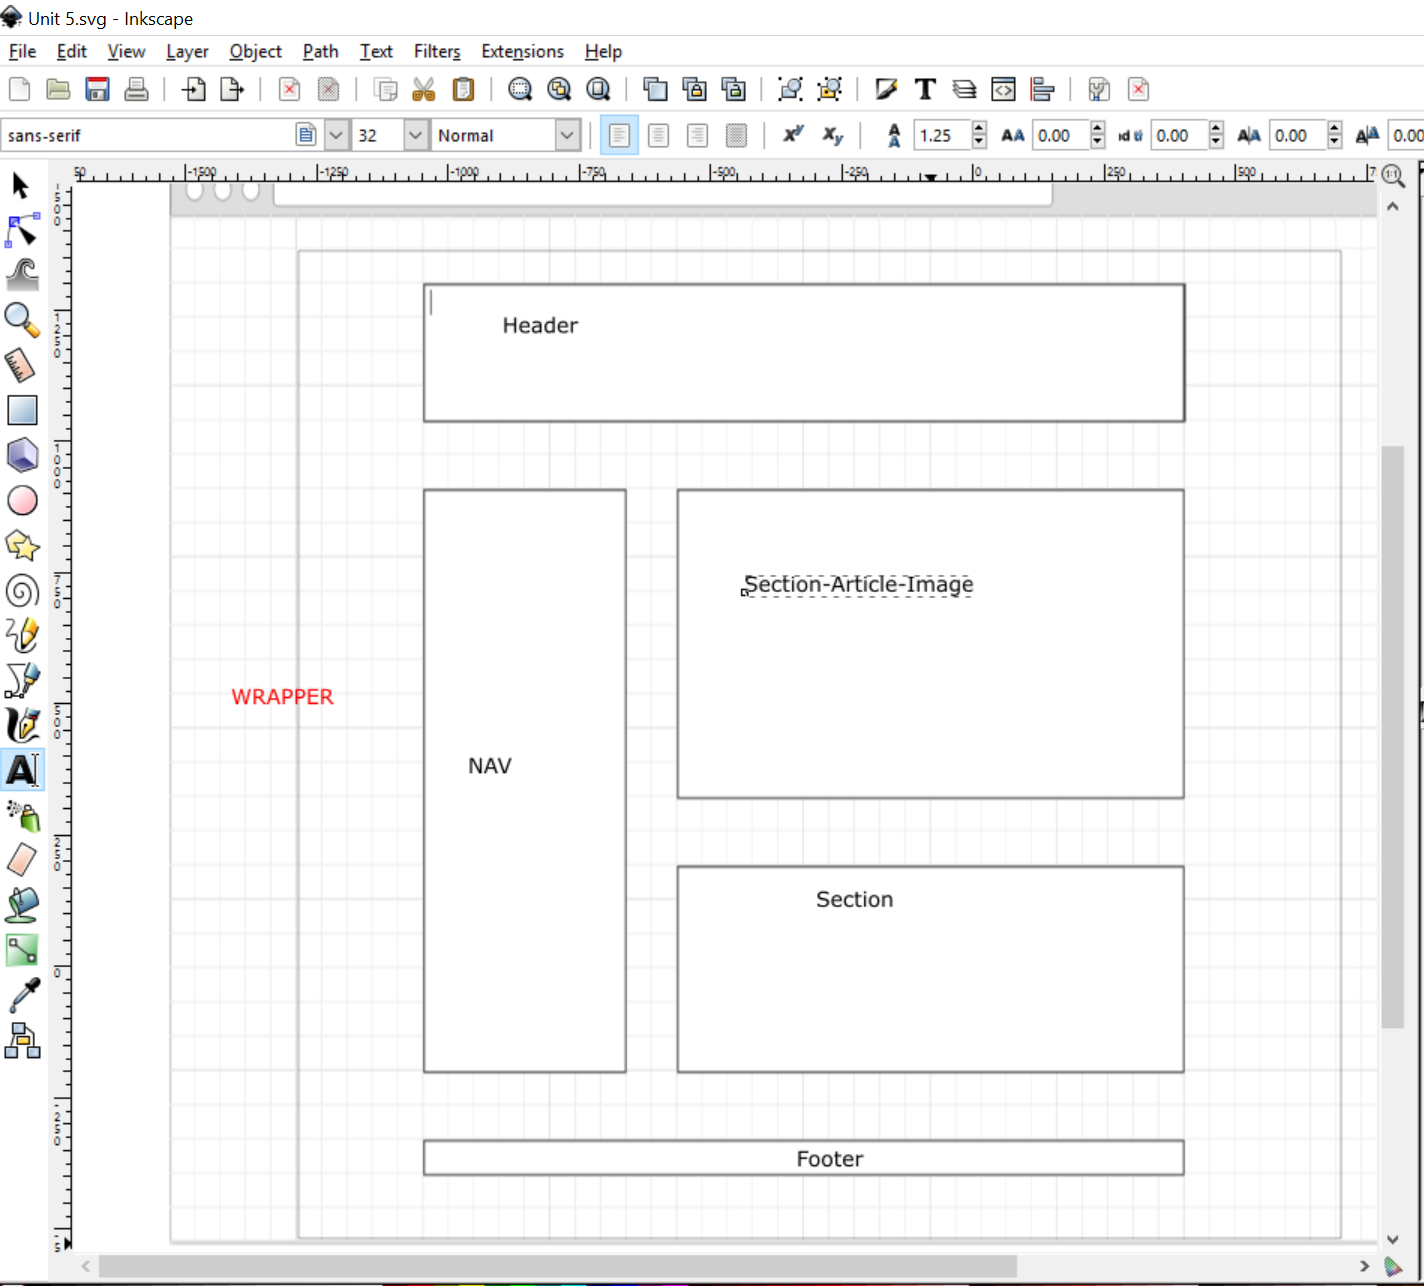 Unit 5.svg - Inkscape
File Edit View Layer Object Path Text Filters Extensions Help
sans-serif 32 Normal 1.25 0.00 0.00 0.00 0.00
-1500 -1250 -1000 -750 -500 -250 0 250 500
Header
Section-Article-Image
WRAPPER
NAV
Section
Footer